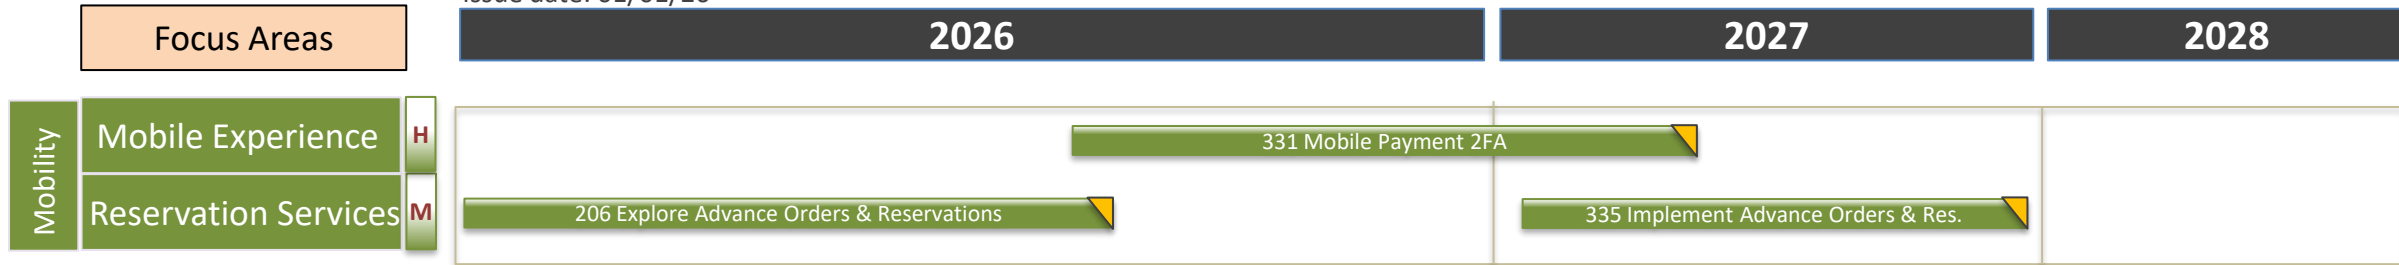 Focus Areas
2026
2027
2028
Mobility
Mobile Experience
H
331 Mobile Payment 2FA
Reservation Services
M
206 Explore Advance Orders & Reservations
335 Implement Advance Orders & Res.